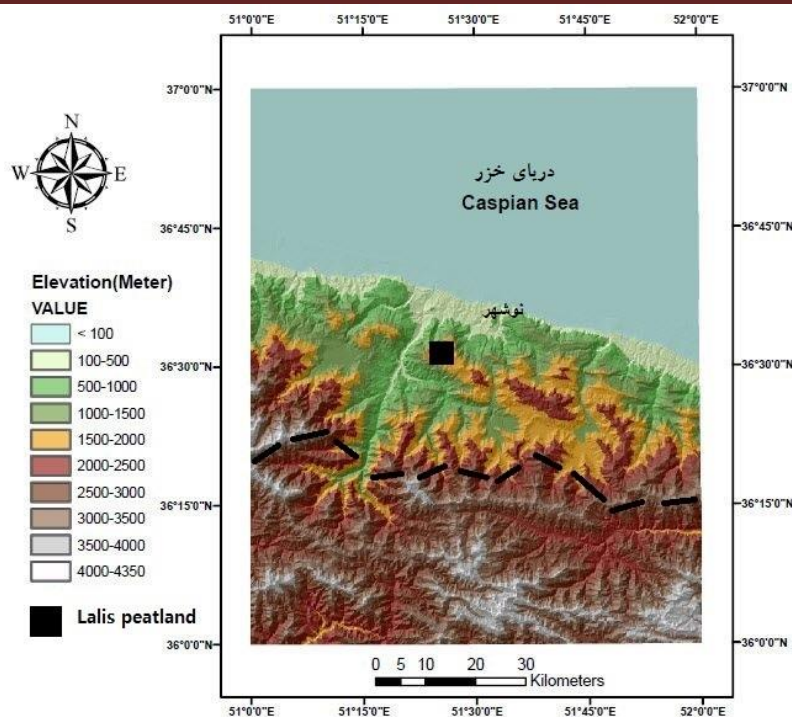 51°0'0"E 51°15'0"E 51°30'0"E 51°45'0"E 52°0'0"E
37°0'0"N 37°0'0"N
N
W E
S
دریای خزر
Caspian Sea
36°45'0"N 36°45'0"N
Elevation(Meter)
VALUE
< 100
100-500
500-1000
1000-1500
1500-2000
2000-2500
2500-3000
3000-3500
3500-4000
4000-4350
Lalis peatland
نوشهر
36°30'0"N 36°30'0"N
36°15'0"N 36°15'0"N
36°0'0"N 36°0'0"N
0 5 10 20 30
Kilometers
51°0'0"E 51°15'0"E 51°30'0"E 51°45'0"E 52°0'0"E